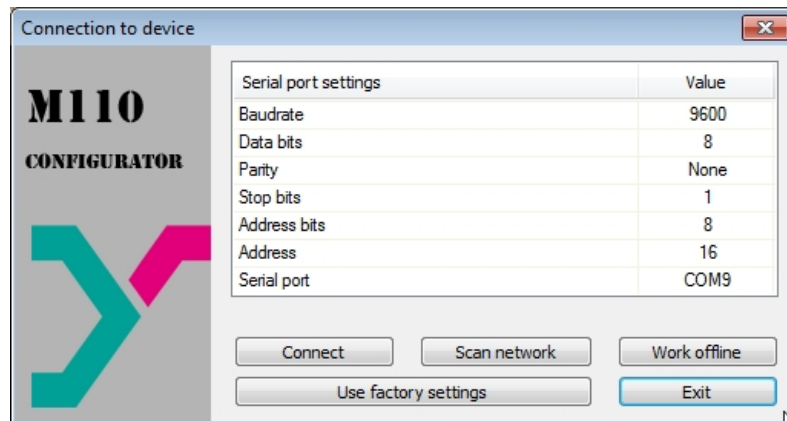 Connection to device
M110
CONFIGURATOR
Serial port settings Value
Baudrate 9600
Data bits 8
Parity None
Stop bits 1
Address bits 8
Address 16
Serial port COM9
Connect Scan network Work offline
Use factory settings Exit